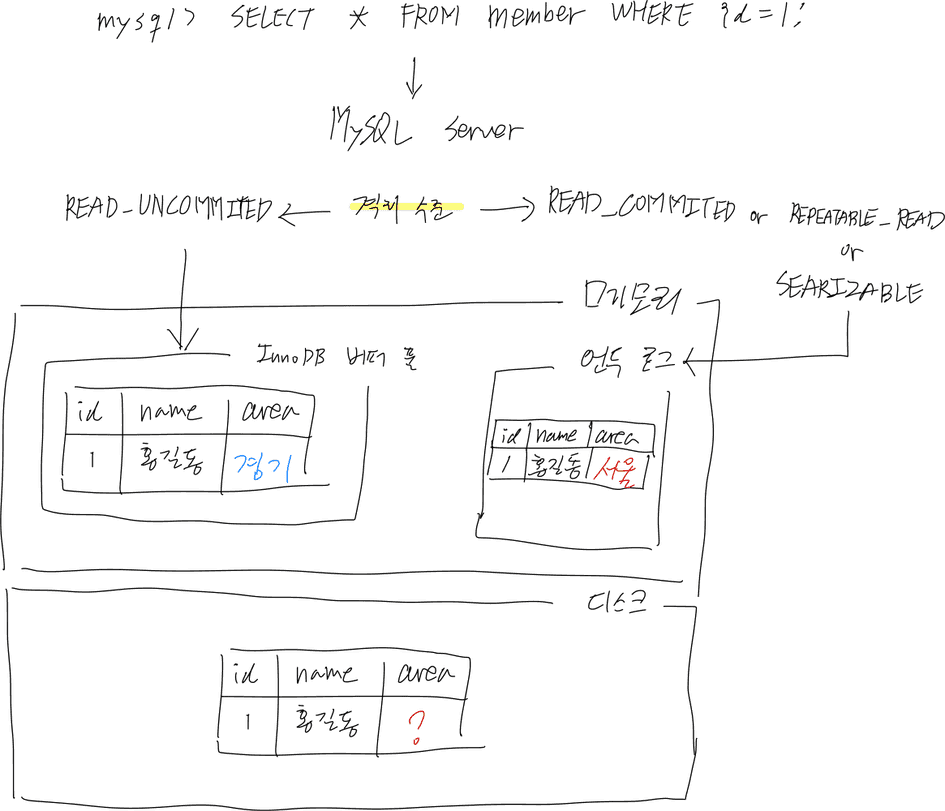 mysql> SELECT * FROM member WHERE id=1;
MySQL server
READ_UNCOMMITED ← 격리 수준 → READ_COMMITED or REPEATABLE_READ
or
SEARIZABLE
메모리
InnoDB 버퍼 풀
언두 로그
id name area
1 홍길동 경기
id name area
1 홍길동 서울
디스크
id name area
1 홍길동 ?